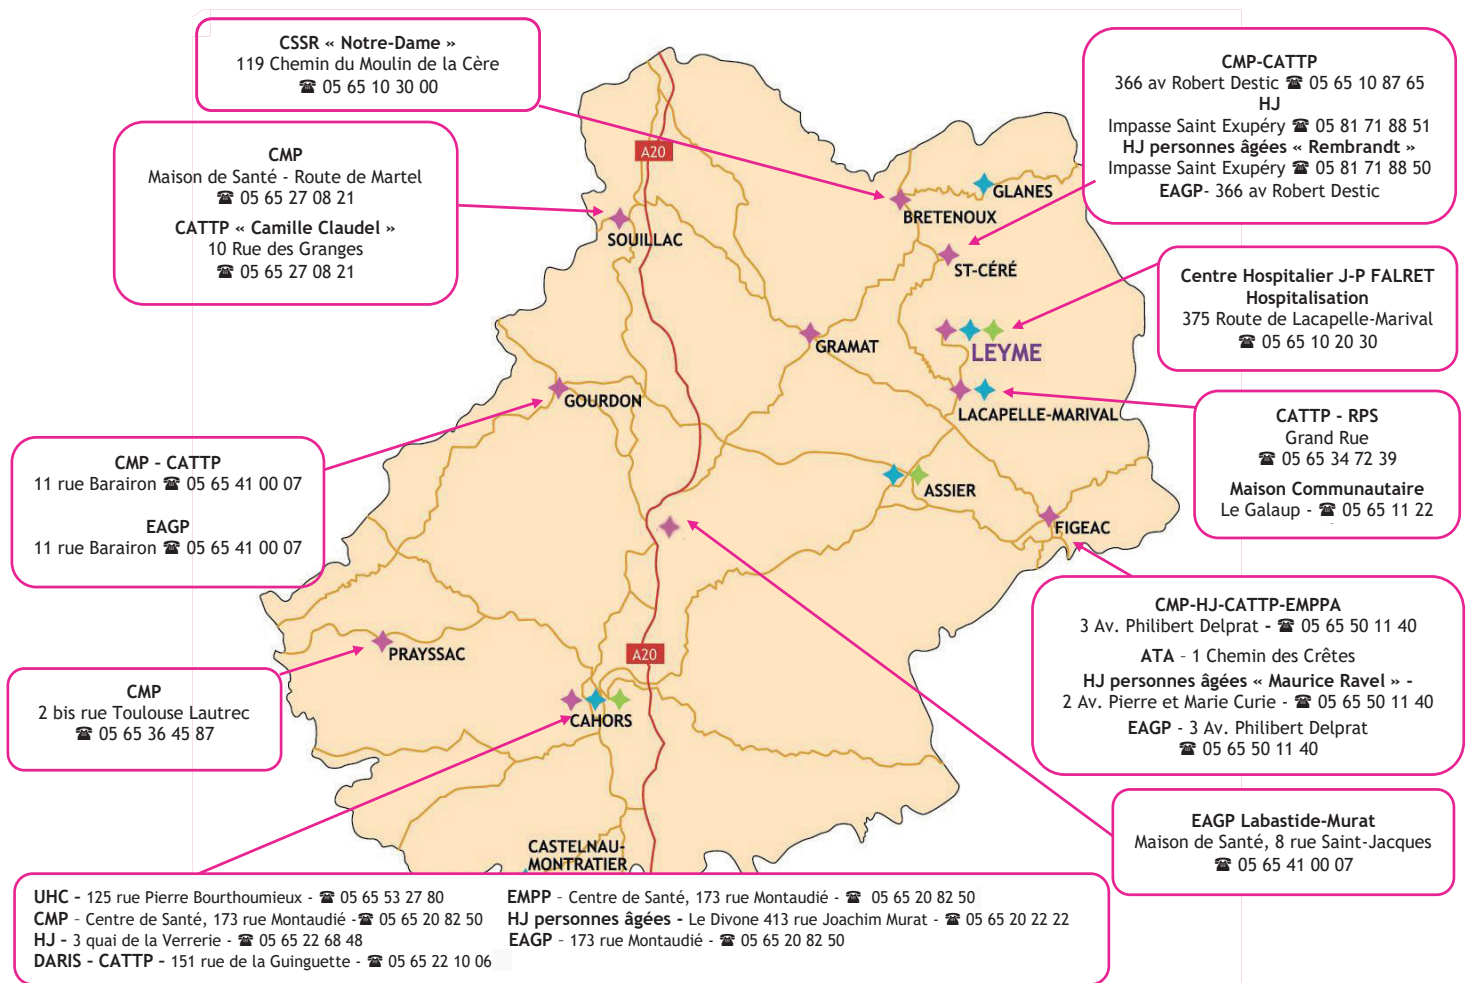 CSSR « Notre-Dame »
119 Chemin du Moulin de la Cère
☎ 05 65 10 30 00
CMP
Maison de Santé - Route de Martel
☎ 05 65 27 08 21
CATTP « Camille Claudel »
10 Rue des Granges
☎ 05 65 27 08 21
CMP-CATTP
366 av Robert Destic ☎ 05 65 10 87 65
HJ
Impasse Saint Exupéry ☎ 05 81 71 88 51
HJ personnes âgées « Rembrandt »
Impasse Saint Exupéry ☎ 05 81 71 88 50
EAGP- 366 av Robert Destic
Centre Hospitalier J-P FALRET
Hospitalisation
375 Route de Lacapelle-Marival
☎ 05 65 10 20 30
CATTP - RPS
Grand Rue
☎ 05 65 34 72 39
Maison Communautaire
Le Galaup - ☎ 05 65 11 22
CMP - CATTP
11 rue Barairon ☎ 05 65 41 00 07
EAGP
11 rue Barairon ☎ 05 65 41 00 07
CMP-HJ-CATTP-EMPPA
3 Av. Philibert Delprat - ☎ 05 65 50 11 40
ATA - 1 Chemin des Crêtes
HJ personnes âgées « Maurice Ravel » -
2 Av. Pierre et Marie Curie - ☎ 05 65 50 11 40
EAGP - 3 Av. Philibert Delprat
☎ 05 65 50 11 40
CMP
2 bis rue Toulouse Lautrec
☎ 05 65 36 45 87
EAGP Labastide-Murat
Maison de Santé, 8 rue Saint-Jacques
☎ 05 65 41 00 07
A20
GLANES
BRETENOUX
SOUILLAC
ST-CÉRÉ
GRAMAT
LEYME
GOURDON
LACAPELLE-MARIVAL
ASSIER
FIGEAC
PRAYSSAC
A20
CAHORS
CASTELNAU-
MONTRATIER
UHC - 125 rue Pierre Bourthoumieux - ☎ 05 65 53 27 80
CMP - Centre de Santé, 173 rue Montaudié -☎ 05 65 20 82 50
HJ - 3 quai de la Verrerie - ☎ 05 65 22 68 48
DARIS - CATTP - 151 rue de la Guinguette - ☎ 05 65 22 10 06
EMPP - Centre de Santé, 173 rue Montaudié - ☎ 05 65 20 82 50
HJ personnes âgées - Le Divone 413 rue Joachim Murat - ☎ 05 65 20 22 22
EAGP - 173 rue Montaudié - ☎ 05 65 20 82 50